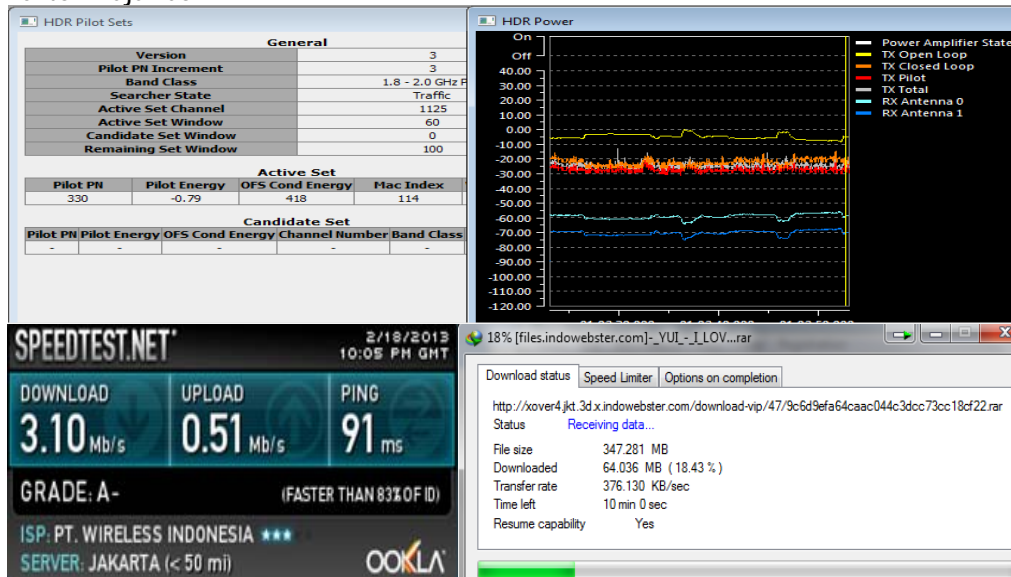 HDR Pilot Sets
General
Version 3
Pilot PN Increment 3
Band Class 1.8 - 2.0 GHz
Searcher State Traffic
Active Set Channel 1125
Active Set Window 60
Candidate Set Window 0
Remaining Set Window 100
Active Set
Pilot PN Pilot Energy OFS Cond Energy Mac Index
330 -0.79 418 114
Candidate Set
Pilot PN Pilot Energy OFS Cond Energy Channel Number Band Class
- - - - -
HDR Power
On
Off
40.00
30.00
20.00
10.00
0.00
-10.00
-20.00
-30.00
-40.00
-50.00
-60.00
-70.00
-80.00
-90.00
-100.00
-110.00
-120.00
Power Amplifier State
TX Open Loop
TX Closed Loop
TX Pilot
TX Total
RX Antenna 0
RX Antenna 1
SPEEDTEST.NET
2/18/2013
10:05 PM GMT
DOWNLOAD UPLOAD PING
3.10 Mb/s 0.51 Mb/s 91 ms
GRADE: A- (FASTER THAN 83% OF ID)
ISP: PT. WIRELESS INDONESIA ★★★
SERVER: JAKARTA (< 50 mi)
OOKLA
18% [files.indowebster.com]-_YUI_-_I_LOV...rar
Download status Speed Limiter Options on completion
http://xover4.jkt.3d.x.indowebster.com/download-vip/47/9c6d9efa64caac044c3dcc73cc18cf22.rar
Status Receiving data...
File size 347.281 MB
Downloaded 64.036 MB ( 18.43 % )
Transfer rate 376.130 KB/sec
Time left 10 min 0 sec
Resume capability Yes